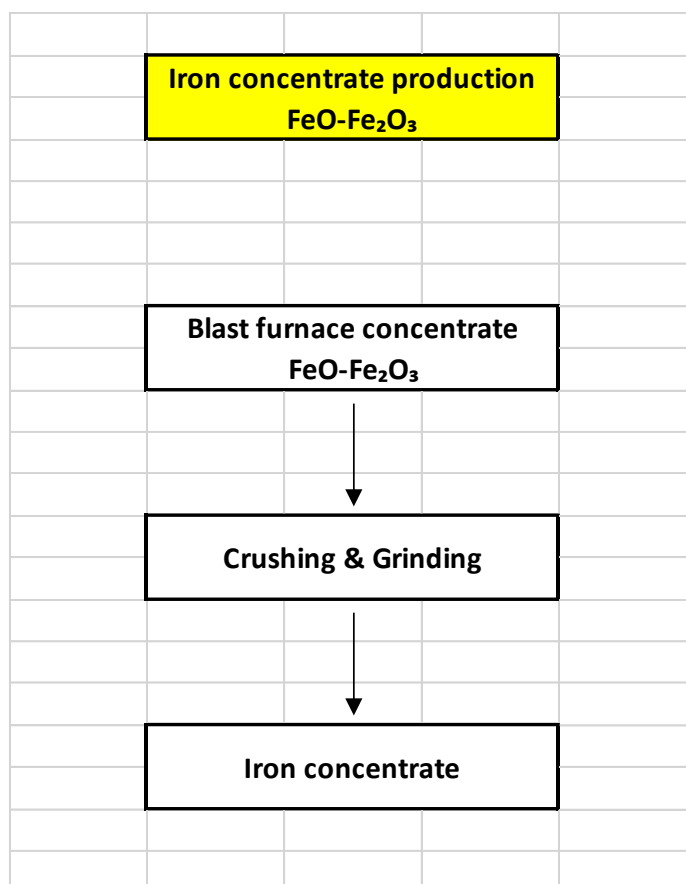 Iron concentrate production
FeO-Fe₂O₃
Blast furnace concentrate
FeO-Fe₂O₃
Crushing & Grinding
Iron concentrate